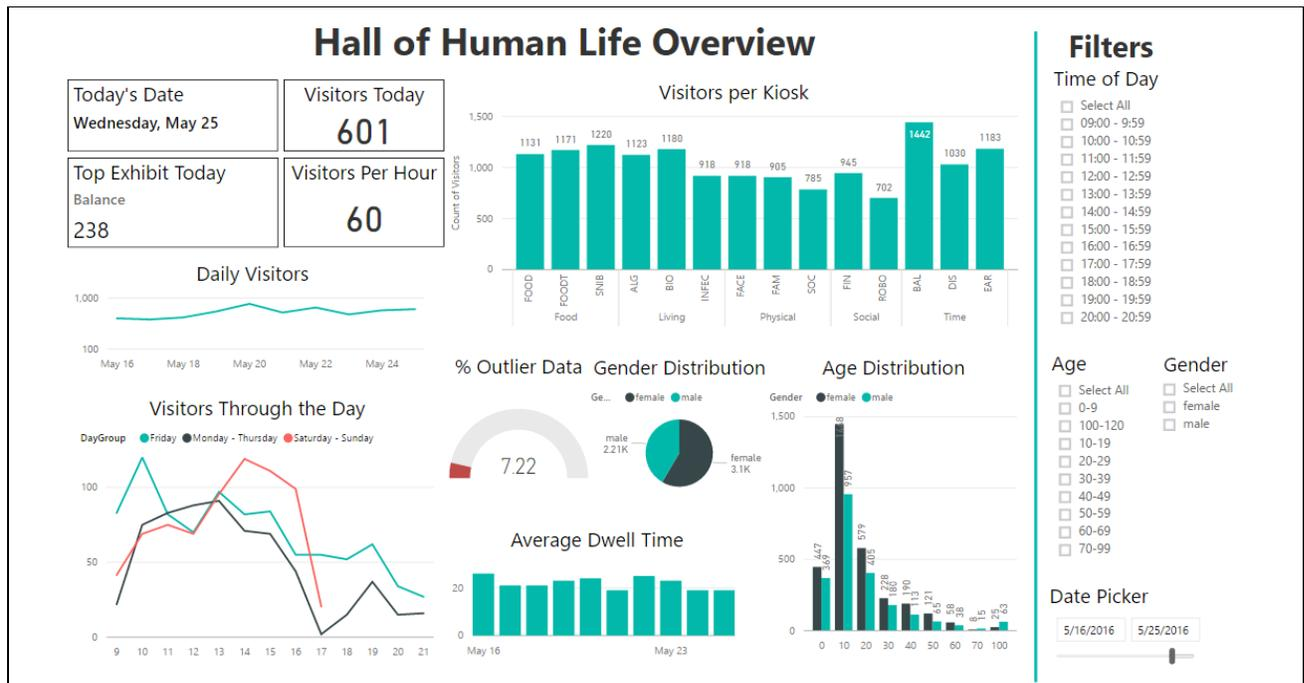 Hall of Human Life Overview
Today's Date
Wednesday, May 25
Visitors Today
601
Top Exhibit Today
Balance
238
Visitors Per Hour
60
Visitors per Kiosk
Count of Visitors
1,500
1,000
500
0
1131
1171
1220
1123
1180
918
918
905
785
945
702
1442
1030
1183
FOOD
FOODT
SNIB
ALG
BIO
INFEC
FACE
FAM
SOC
FIN
ROBO
BAL
DIS
EAR
Food
Living
Physical
Social
Time
Daily Visitors
1,000
100
May 16
May 18
May 20
May 22
May 24
Visitors Through the Day
DayGroup Friday Monday - Thursday Saturday - Sunday
100
50
0
9 10 11 12 13 14 15 16 17 18 19 20 21
% Outlier Data
7.22
Gender Distribution
Ge... female male
male
2.21K
female
3.1K
Average Dwell Time
20
0
May 16
May 23
Age Distribution
Gender female male
1,500
1,000
500
0
447
369
957
579
405
228
180
190
113
121
65
58
38
8
15
25
63
0 10 20 30 40 50 60 70 100
Filters
Time of Day
Select All
09:00 - 9:59
10:00 - 10:59
11:00 - 11:59
12:00 - 12:59
13:00 - 13:59
14:00 - 14:59
15:00 - 15:59
16:00 - 16:59
17:00 - 17:59
18:00 - 18:59
19:00 - 19:59
20:00 - 20:59
Age
Select All
0-9
100-120
10-19
20-29
30-39
40-49
50-59
60-69
70-99
Gender
Select All
female
male
Date Picker
5/16/2016
5/25/2016